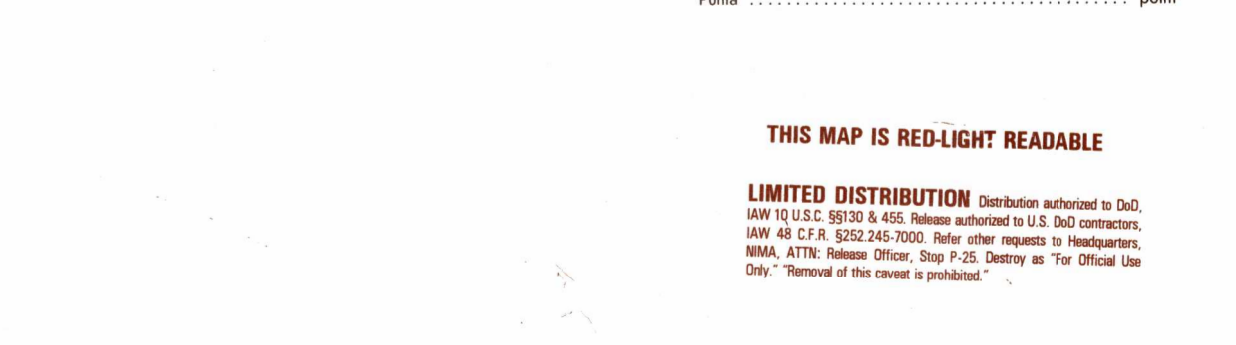 THIS MAP IS RED-LIGHT READABLE
LIMITED DISTRIBUTION Distribution authorized to DoD,
IAW 10 U.S.C. §§130 & 455. Release authorized to U.S. DoD contractors,
IAW 48 C.F.R. §252.245-7000. Refer other requests to Headquarters,
NIMA, ATTN: Release Officer, Stop P-25. Destroy as "For Official Use
Only." "Removal of this caveat is prohibited."